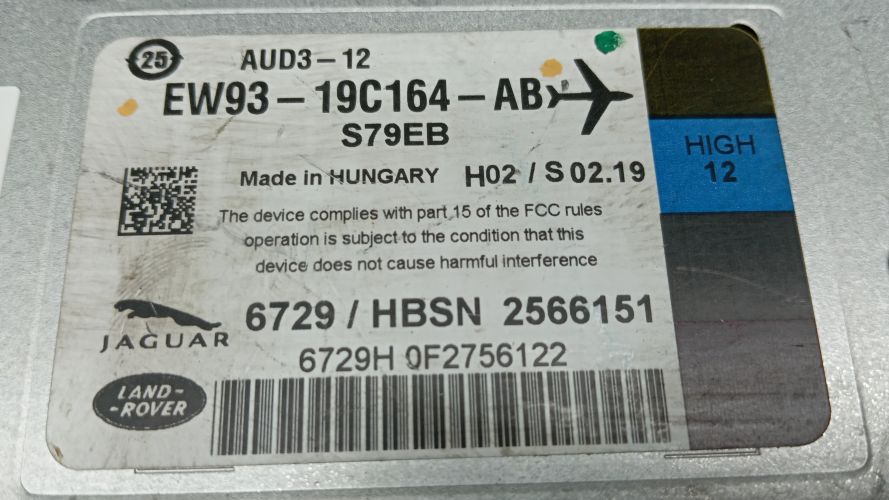 25
AUD3-12
EW93-19C164-AB
S79EB
HIGH
12
Made in HUNGARY H02 / S 02.19
The device complies with part 15 of the FCC rules
operation is subject to the condition that this
device does not cause harmful interference
JAGUAR
6729 / HBSN 2566151
6729H 0F2756122
LAND-
-ROVER